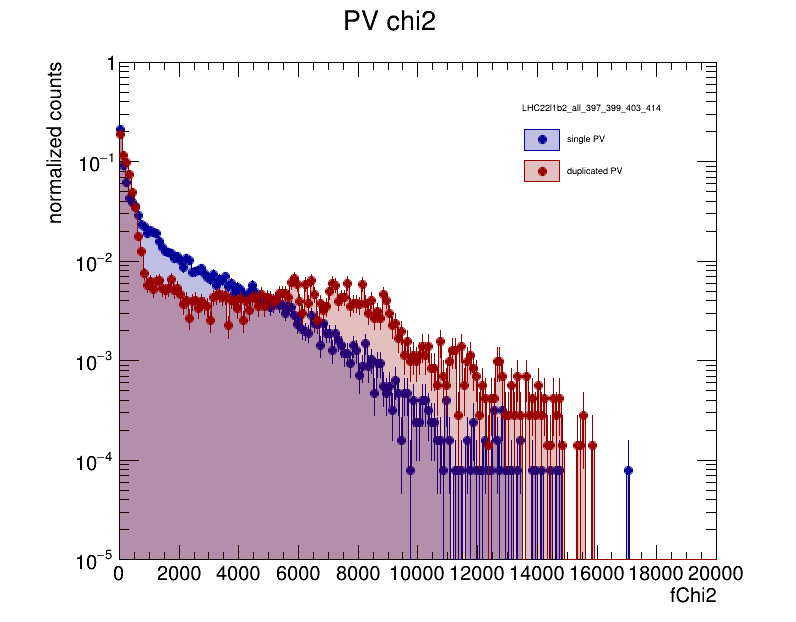 PV chi2
normalized counts
1
10^−1
10^−2
10^−3
10^−4
10^−5
LHC22l1b2_all_397_399_403_414
single PV
duplicated PV
0 2000 4000 6000 8000 10000 12000 14000 16000 18000 20000
fChi2